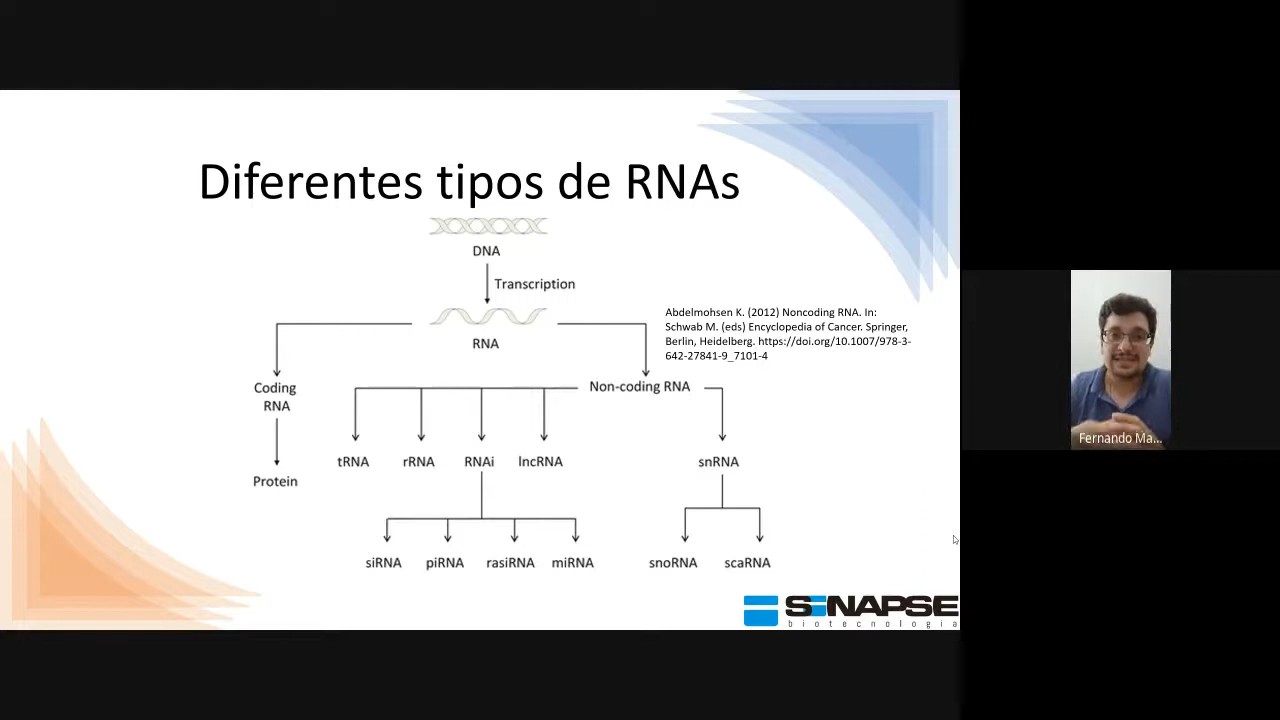 Diferentes tipos de RNAs
DNA
Transcription
RNA
Abdelmohsen K. (2012) Noncoding RNA. In:
Schwab M. (eds) Encyclopedia of Cancer. Springer,
Berlin, Heidelberg. https://doi.org/10.1007/978-3-
642-27841-9_7101-4
Coding
RNA
Non-coding RNA
Protein
tRNA
rRNA
RNAi
lncRNA
snRNA
siRNA
piRNA
rasiRNA
miRNA
snoRNA
scaRNA
SINAPSE
biotecnologia
Fernando Ma...